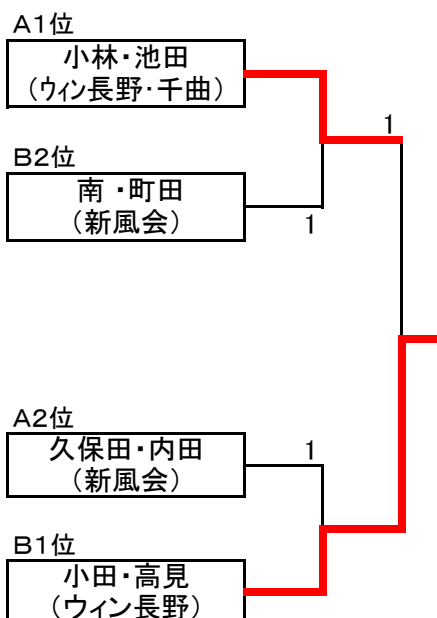 A1位
小林・池田
（ウィン長野・千曲）
1
B2位
南 ・町田
（新風会）
1
A2位
久保田・内田
（新風会）
1
B1位
小田・高見
（ウィン長野）